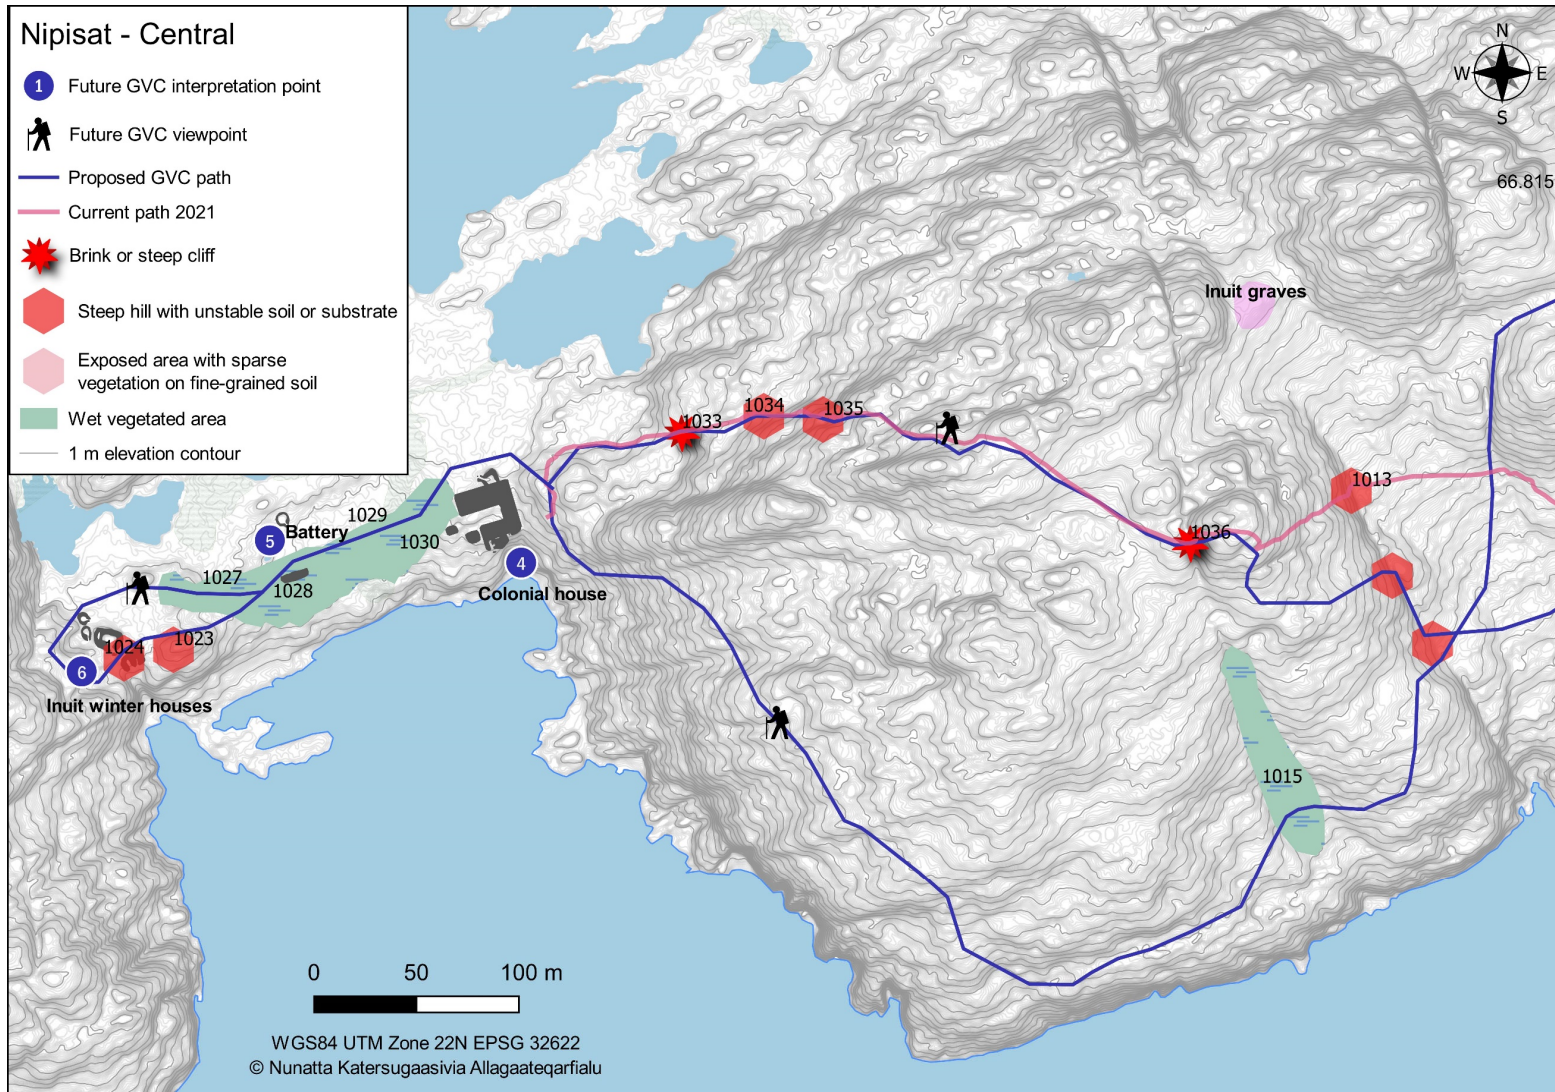 Nipisat - Central
1 Future GVC interpretation point
Future GVC viewpoint
Proposed GVC path
Current path 2021
Brink or steep cliff
Steep hill with unstable soil or substrate
Exposed area with sparse
vegetation on fine-grained soil
Wet vegetated area
1 m elevation contour
N
W E
S
66.815
Inuit graves
1033
1034
1035
1013
1036
1029
5 Battery
1030
4
Colonial house
1027
1028
1023
1024
6
Inuit winter houses
1015
0 50 100 m
WGS84 UTM Zone 22N EPSG 32622
© Nunatta Katersugaasivia Allagaateqarfialu